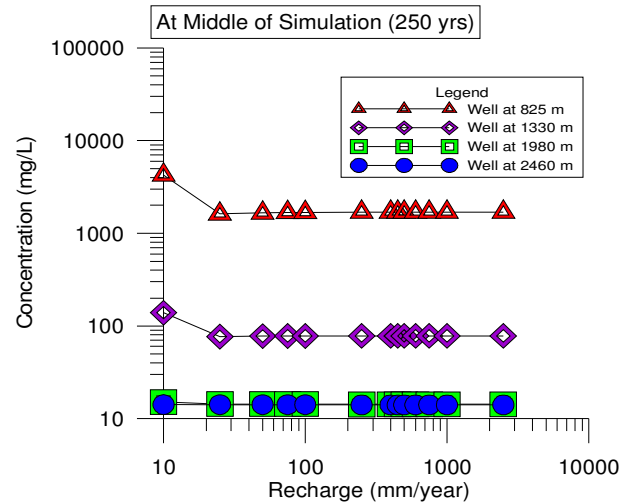 At Middle of Simulation (250 yrs)
100000
10000
1000
100
10
Concentration (mg/L)
Legend
Well at 825 m
Well at 1330 m
Well at 1980 m
Well at 2460 m
10 100 1000 10000
Recharge (mm/year)